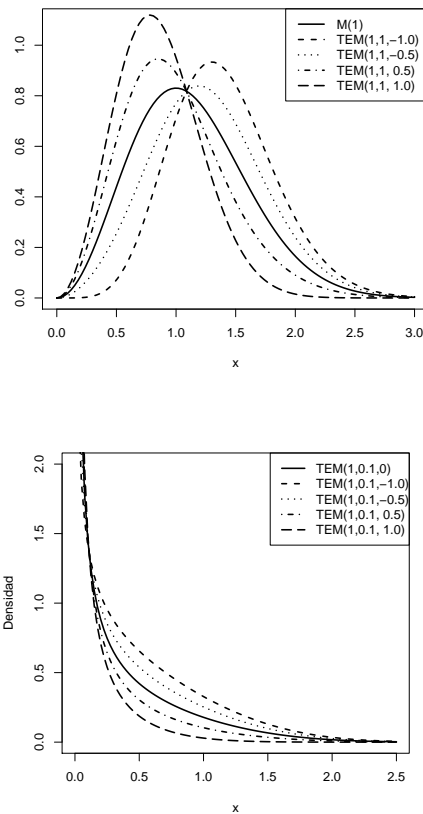 M(1)
TEM(1,1,−1.0)
TEM(1,1,−0.5)
TEM(1,1, 0.5)
TEM(1,1, 1.0)
1.0
0.8
0.6
0.4
0.2
0.0
0.0 0.5 1.0 1.5 2.0 2.5 3.0
x
TEM(1,0.1,0)
TEM(1,0.1,−1.0)
TEM(1,0.1,−0.5)
TEM(1,0.1, 0.5)
TEM(1,0.1, 1.0)
Densidad
2.0
1.5
1.0
0.5
0.0
0.0 0.5 1.0 1.5 2.0 2.5
x